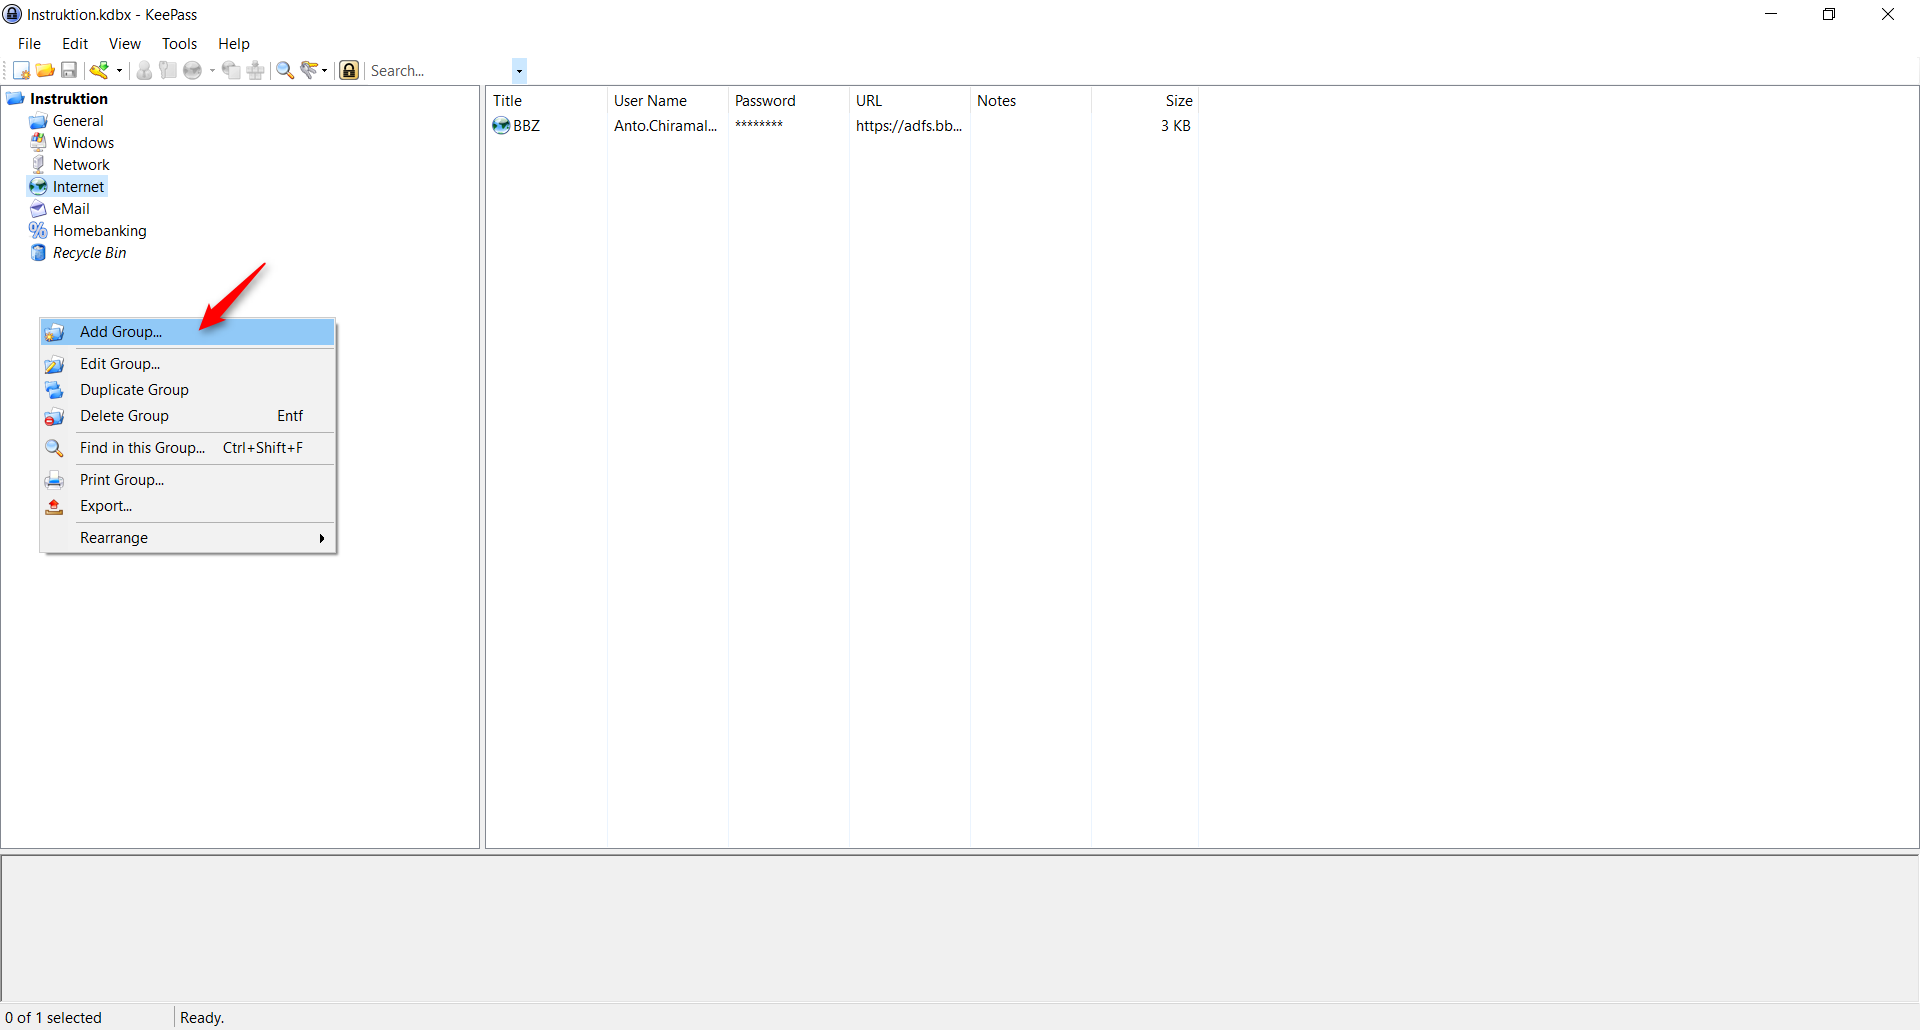 Instruktion.kdbx - KeePass
File Edit View Tools Help
Search...
Instruktion
General
Windows
Network
Internet
eMail
Homebanking
Recycle Bin
Add Group...
Edit Group...
Duplicate Group
Delete Group Entf
Find in this Group... Ctrl+Shift+F
Print Group...
Export...
Rearrange
Title User Name Password URL Notes Size
BBZ Anto.Chiramal... ******** https://adfs.bb... 3 KB
0 of 1 selected Ready.